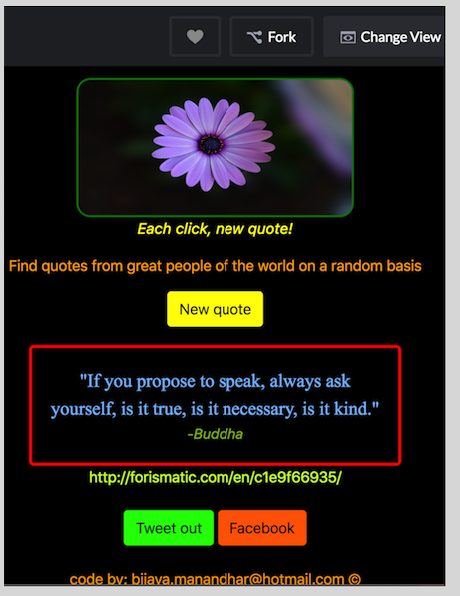 Fork
Change View
Each click, new quote!
Find quotes from great people of the world on a random basis
New quote
"If you propose to speak, always ask
yourself, is it true, is it necessary, is it kind."
-Buddha
http://forismatic.com/en/c1e9f66935/
Tweet out
Facebook
code by: bijaya.manandhar@hotmail.com ©